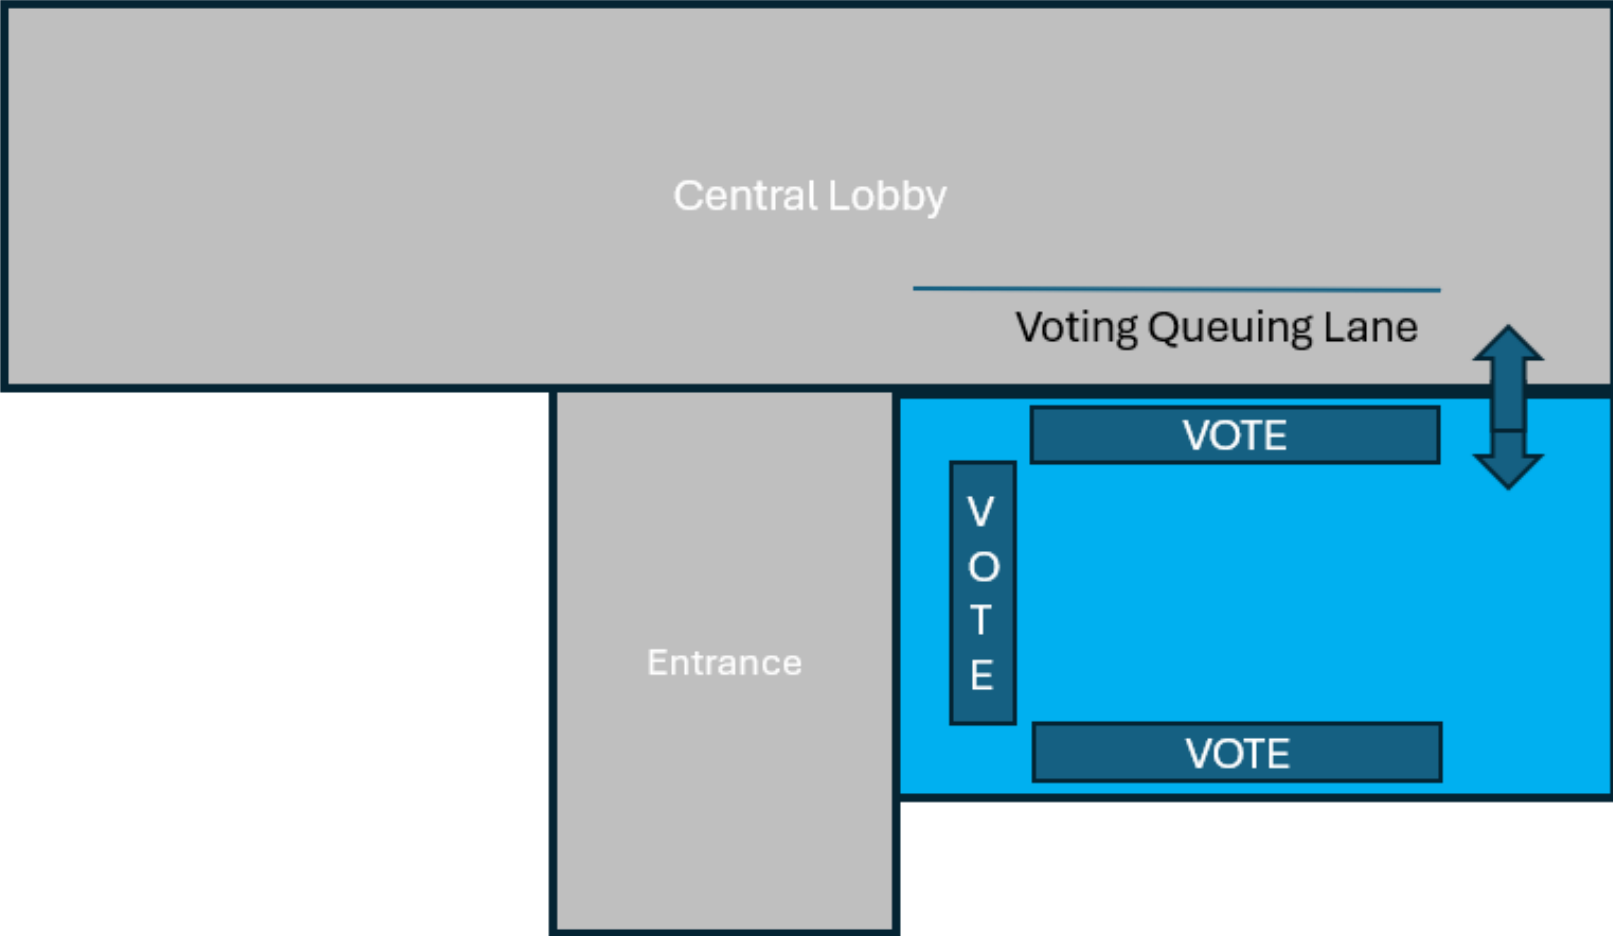 Central Lobby
Voting Queuing Lane
VOTE
V
O
T
E
Entrance
VOTE